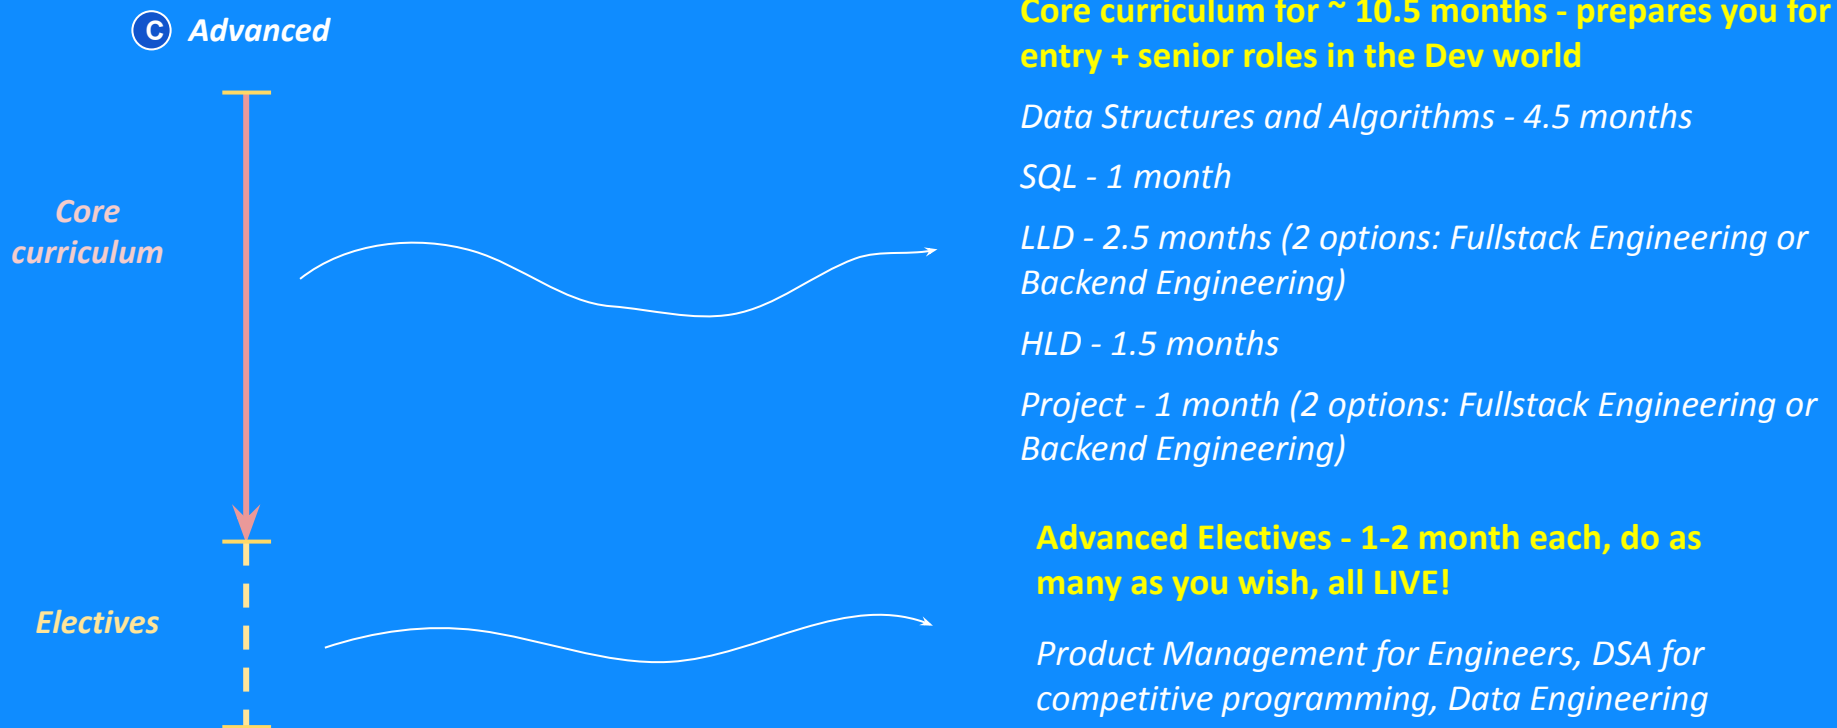 C Advanced
Core
curriculum
Electives
Core curriculum for ~ 10.5 months - prepares you for
entry + senior roles in the Dev world
Data Structures and Algorithms - 4.5 months
SQL - 1 month
LLD - 2.5 months (2 options: Fullstack Engineering or
Backend Engineering)
HLD - 1.5 months
Project - 1 month (2 options: Fullstack Engineering or
Backend Engineering)
Advanced Electives - 1-2 month each, do as
many as you wish, all LIVE!
Product Management for Engineers, DSA for
competitive programming, Data Engineering